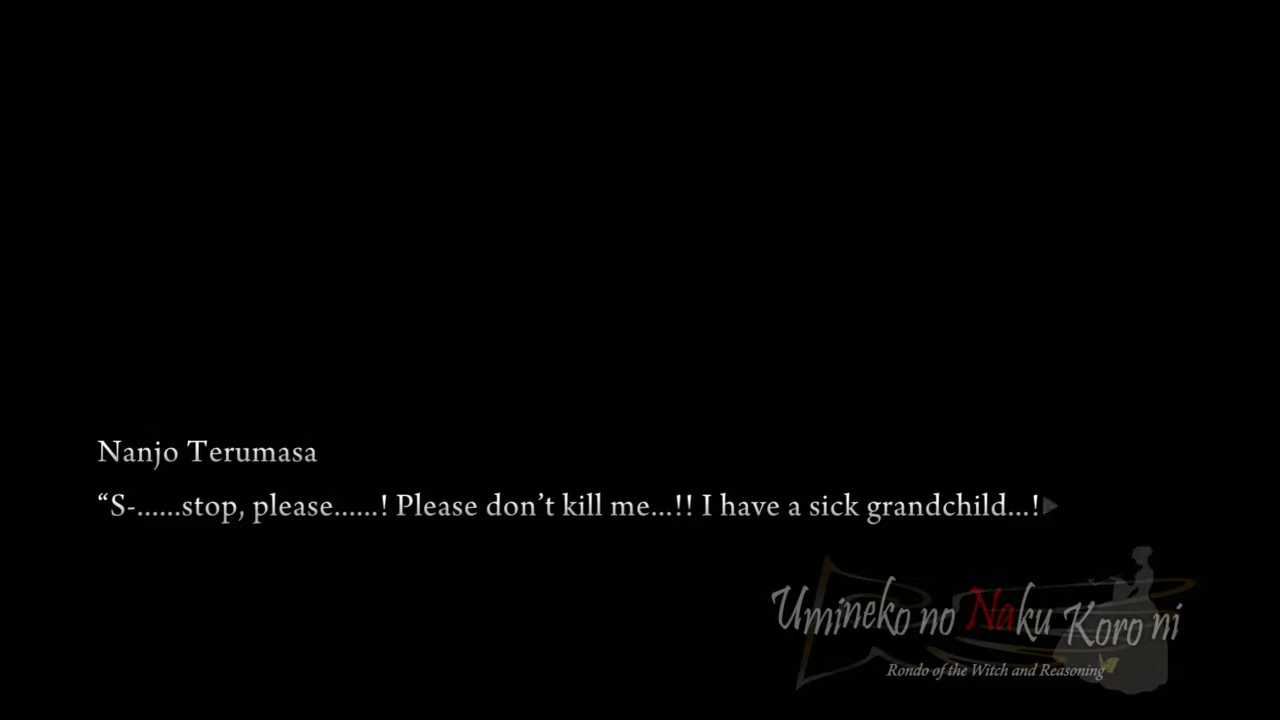 Nanjo Terumasa
“S-......stop, please......! Please don’t kill me...!! I have a sick grandchild...!
Umineko no Naku Koro ni
Rondo of the Witch and Reasoning